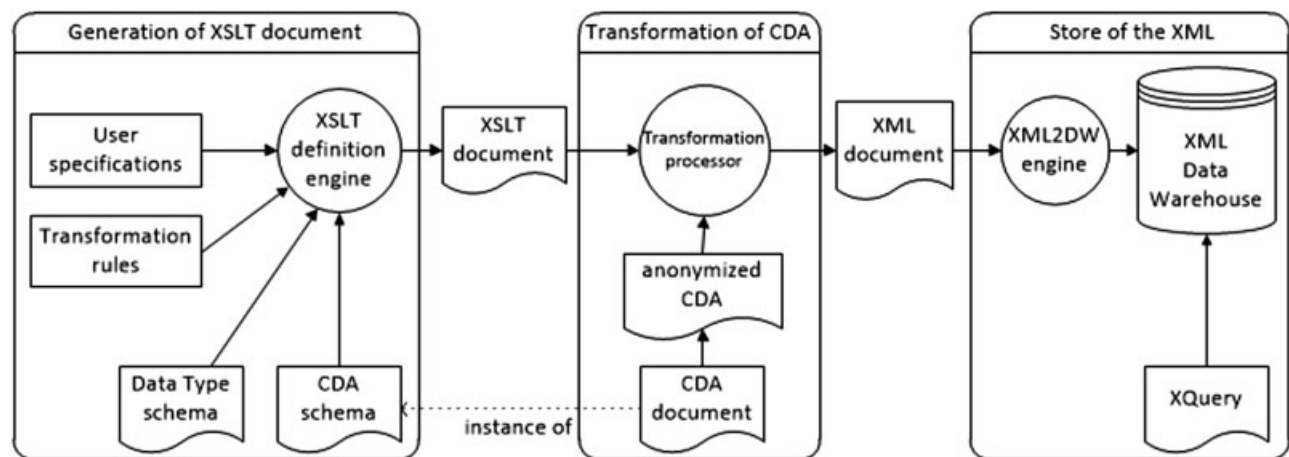 Generation of XSLT document
User
specifications
Transformation
rules
XSLT
definition
engine
Data Type
schema
CDA
schema
XSLT
document
instance of
Transformation of CDA
Transformation
processor
anonymized
CDA
CDA
document
XML
document
Store of the XML
XML2DW
engine
XML
Data
Warehouse
XQuery